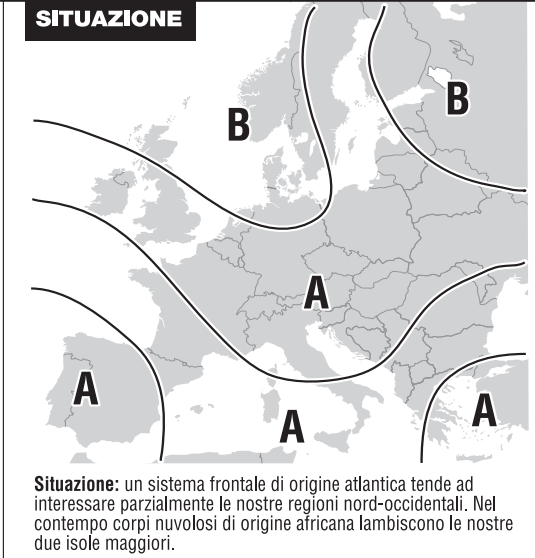 SITUAZIONE
B
B
A
A
A
A
Situazione: un sistema frontale di origine atlantica tende ad
interessare parzialmente le nostre regioni nord-occidentali. Nel
contempo corpi nuvolosi di origine africana lambiscono le nostre
due isole maggiori.